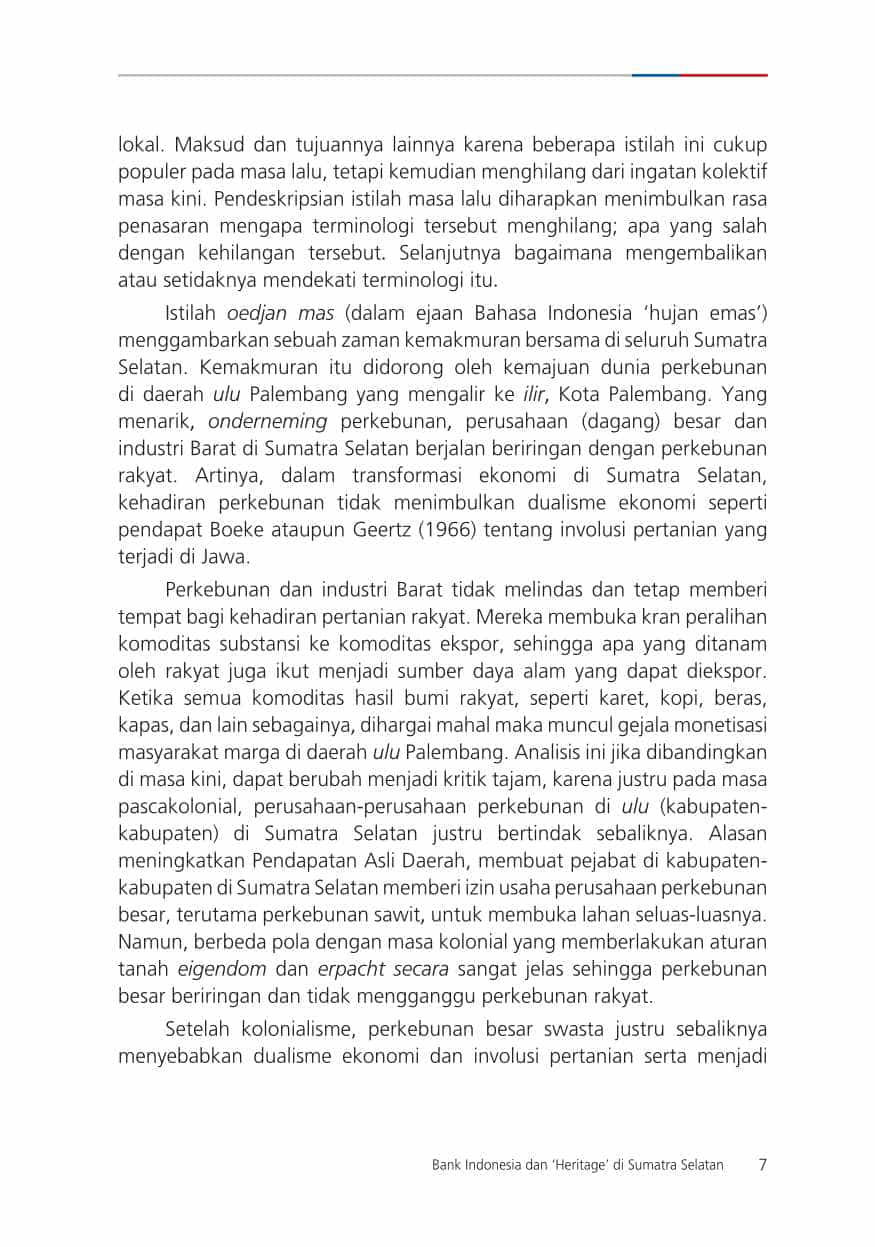 lokal. Maksud dan tujuannya lainnya karena beberapa istilah ini cukup
populer pada masa lalu, tetapi kemudian menghilang dari ingatan kolektif
masa kini. Pendeskripsian istilah masa lalu diharapkan menimbulkan rasa
penasaran mengapa terminologi tersebut menghilang; apa yang salah
dengan kehilangan tersebut. Selanjutnya bagaimana mengembalikan
atau setidaknya mendekati terminologi itu.
Istilah oedjan mas (dalam ejaan Bahasa Indonesia ‘hujan emas’)
menggambarkan sebuah zaman kemakmuran bersama di seluruh Sumatra
Selatan. Kemakmuran itu didorong oleh kemajuan dunia perkebunan
di daerah ulu Palembang yang mengalir ke ilir, Kota Palembang. Yang
menarik, onderneming perkebunan, perusahaan (dagang) besar dan
industri Barat di Sumatra Selatan berjalan beriringan dengan perkebunan
rakyat. Artinya, dalam transformasi ekonomi di Sumatra Selatan,
kehadiran perkebunan tidak menimbulkan dualisme ekonomi seperti
pendapat Boeke ataupun Geertz (1966) tentang involusi pertanian yang
terjadi di Jawa.
Perkebunan dan industri Barat tidak melindas dan tetap memberi
tempat bagi kehadiran pertanian rakyat. Mereka membuka kran peralihan
komoditas substansi ke komoditas ekspor, sehingga apa yang ditanam
oleh rakyat juga ikut menjadi sumber daya alam yang dapat diekspor.
Ketika semua komoditas hasil bumi rakyat, seperti karet, kopi, beras,
kapas, dan lain sebagainya, dihargai mahal maka muncul gejala monetisasi
masyarakat marga di daerah ulu Palembang. Analisis ini jika dibandingkan
di masa kini, dapat berubah menjadi kritik tajam, karena justru pada masa
pascakolonial, perusahaan-perusahaan perkebunan di ulu (kabupaten-
kabupaten) di Sumatra Selatan justru bertindak sebaliknya. Alasan
meningkatkan Pendapatan Asli Daerah, membuat pejabat di kabupaten-
kabupaten di Sumatra Selatan memberi izin usaha perusahaan perkebunan
besar, terutama perkebunan sawit, untuk membuka lahan seluas-luasnya.
Namun, berbeda pola dengan masa kolonial yang memberlakukan aturan
tanah eigendom dan erpacht secara sangat jelas sehingga perkebunan
besar beriringan dan tidak mengganggu perkebunan rakyat.
Setelah kolonialisme, perkebunan besar swasta justru sebaliknya
menyebabkan dualisme ekonomi dan involusi pertanian serta menjadi
Bank Indonesia dan ‘Heritage’ di Sumatra Selatan 7